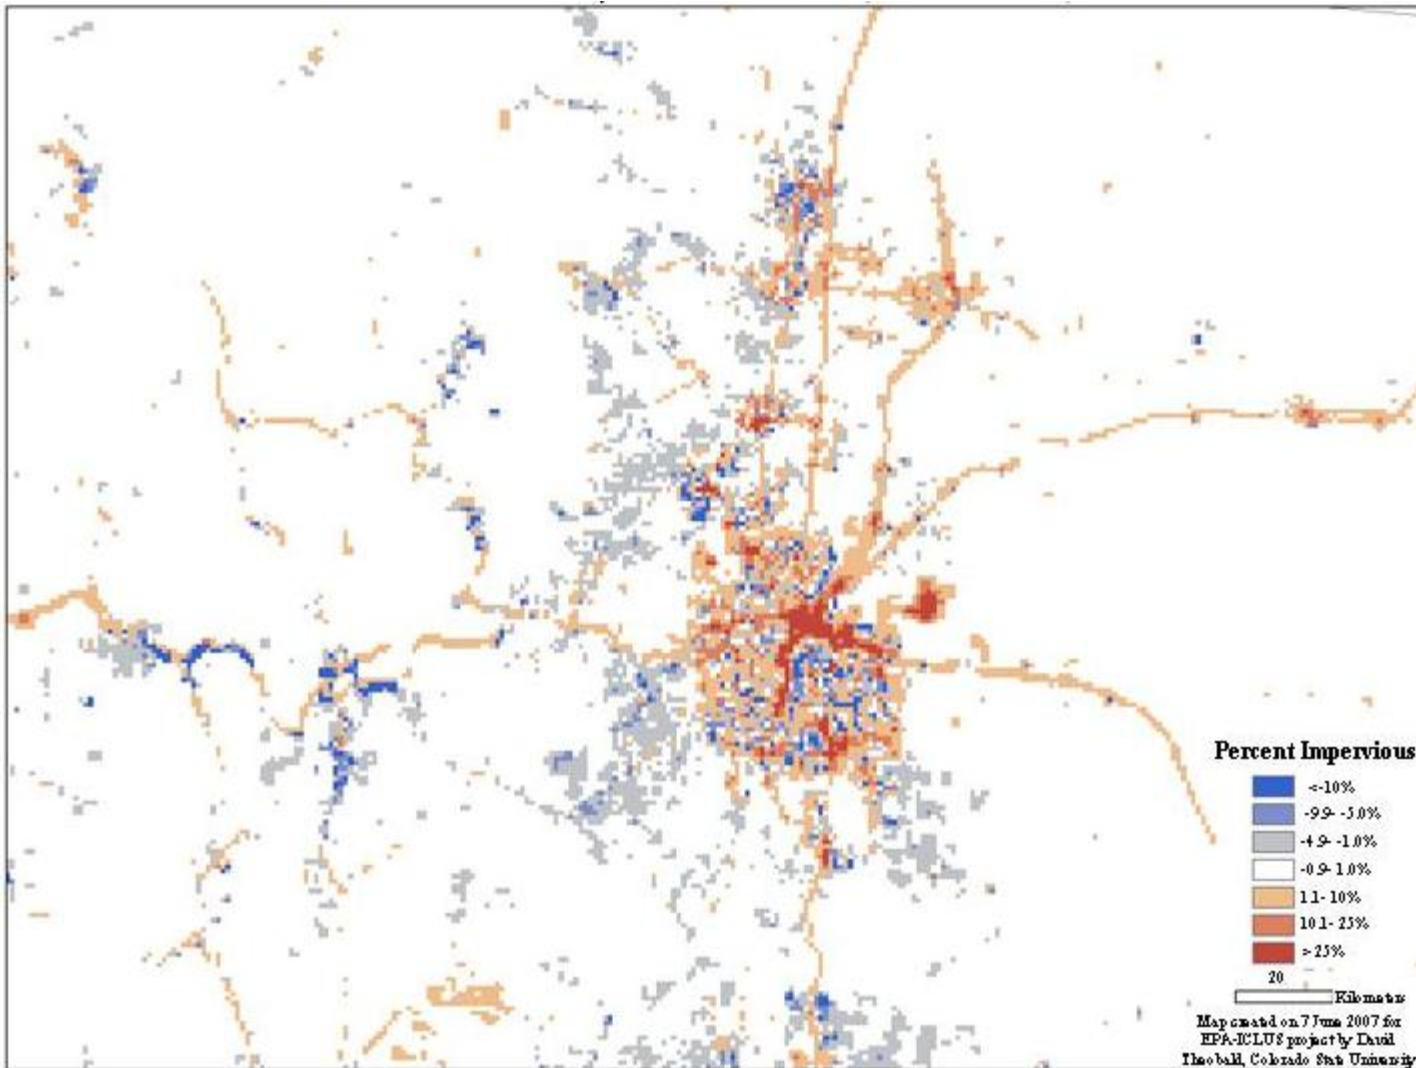 Percent Impervious
<-10%
-9.9- -5.0%
-4.9- -1.0%
-0.9- 1.0%
1.1- 10%
10.1- 25%
> 25%
20
Kilometers
Map created on 7 June 2007 for
EPA-ICLUS project by David
Theobald, Colorado State University